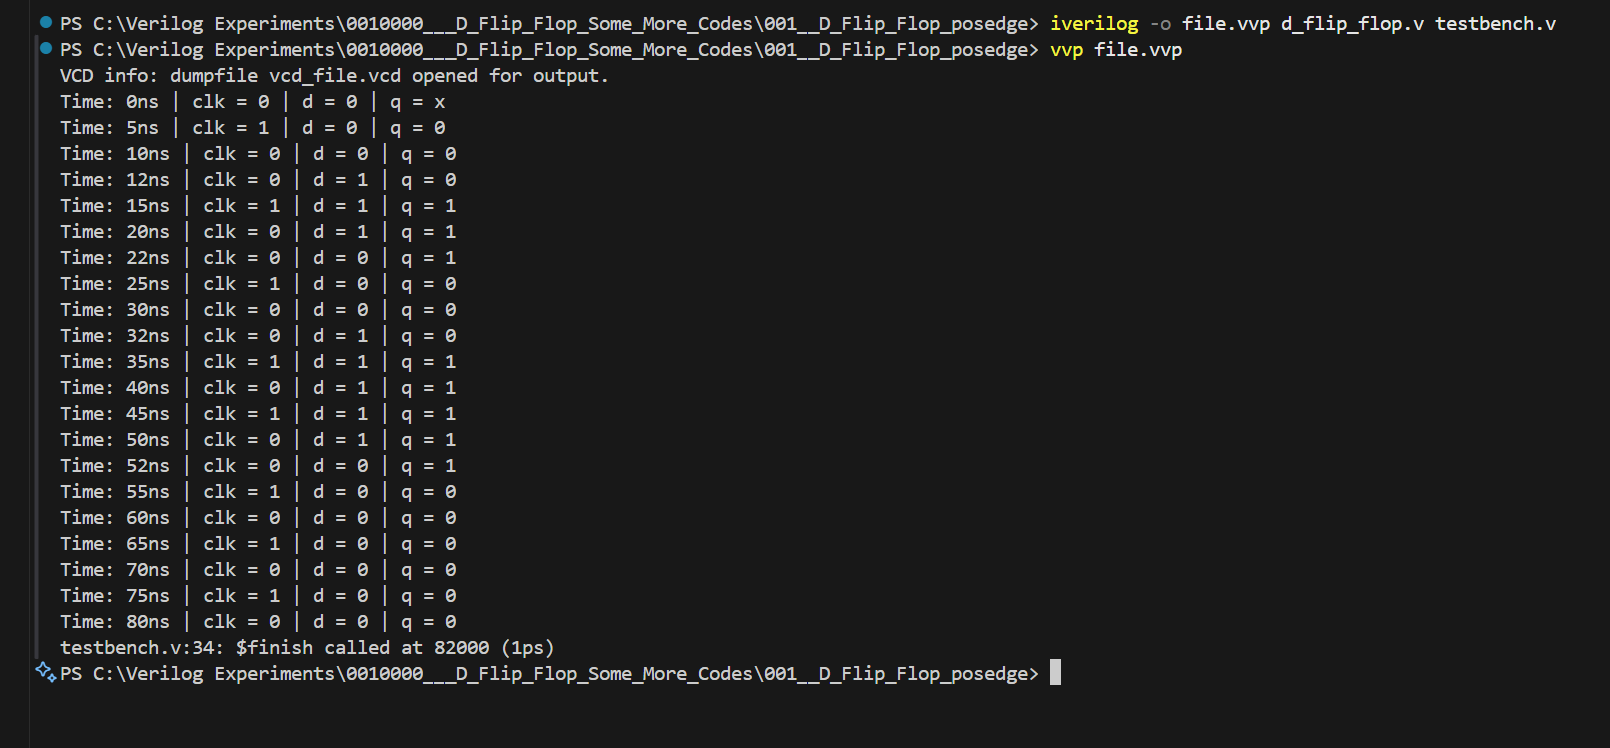 PS C:\Verilog Experiments\0010000___D_Flip_Flop_Some_More_Codes\001__D_Flip_Flop_posedge> iverilog -o file.vvp d_flip_flop.v testbench.v
PS C:\Verilog Experiments\0010000___D_Flip_Flop_Some_More_Codes\001__D_Flip_Flop_posedge> vvp file.vvp
VCD info: dumpfile vcd_file.vcd opened for output.
Time: 0ns | clk = 0 | d = 0 | q = x
Time: 5ns | clk = 1 | d = 0 | q = 0
Time: 10ns | clk = 0 | d = 0 | q = 0
Time: 12ns | clk = 0 | d = 1 | q = 0
Time: 15ns | clk = 1 | d = 1 | q = 1
Time: 20ns | clk = 0 | d = 1 | q = 1
Time: 22ns | clk = 0 | d = 0 | q = 1
Time: 25ns | clk = 1 | d = 0 | q = 0
Time: 30ns | clk = 0 | d = 0 | q = 0
Time: 32ns | clk = 0 | d = 1 | q = 0
Time: 35ns | clk = 1 | d = 1 | q = 1
Time: 40ns | clk = 0 | d = 1 | q = 1
Time: 45ns | clk = 1 | d = 1 | q = 1
Time: 50ns | clk = 0 | d = 1 | q = 1
Time: 52ns | clk = 0 | d = 0 | q = 1
Time: 55ns | clk = 1 | d = 0 | q = 0
Time: 60ns | clk = 0 | d = 0 | q = 0
Time: 65ns | clk = 1 | d = 0 | q = 0
Time: 70ns | clk = 0 | d = 0 | q = 0
Time: 75ns | clk = 1 | d = 0 | q = 0
Time: 80ns | clk = 0 | d = 0 | q = 0
testbench.v:34: $finish called at 82000 (1ps)
PS C:\Verilog Experiments\0010000___D_Flip_Flop_Some_More_Codes\001__D_Flip_Flop_posedge>